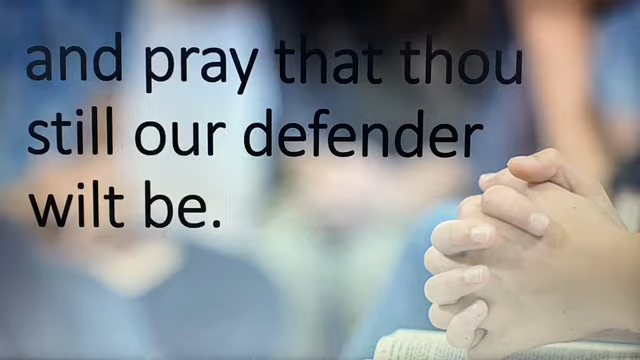 and pray that thou
still our defender
wilt be.